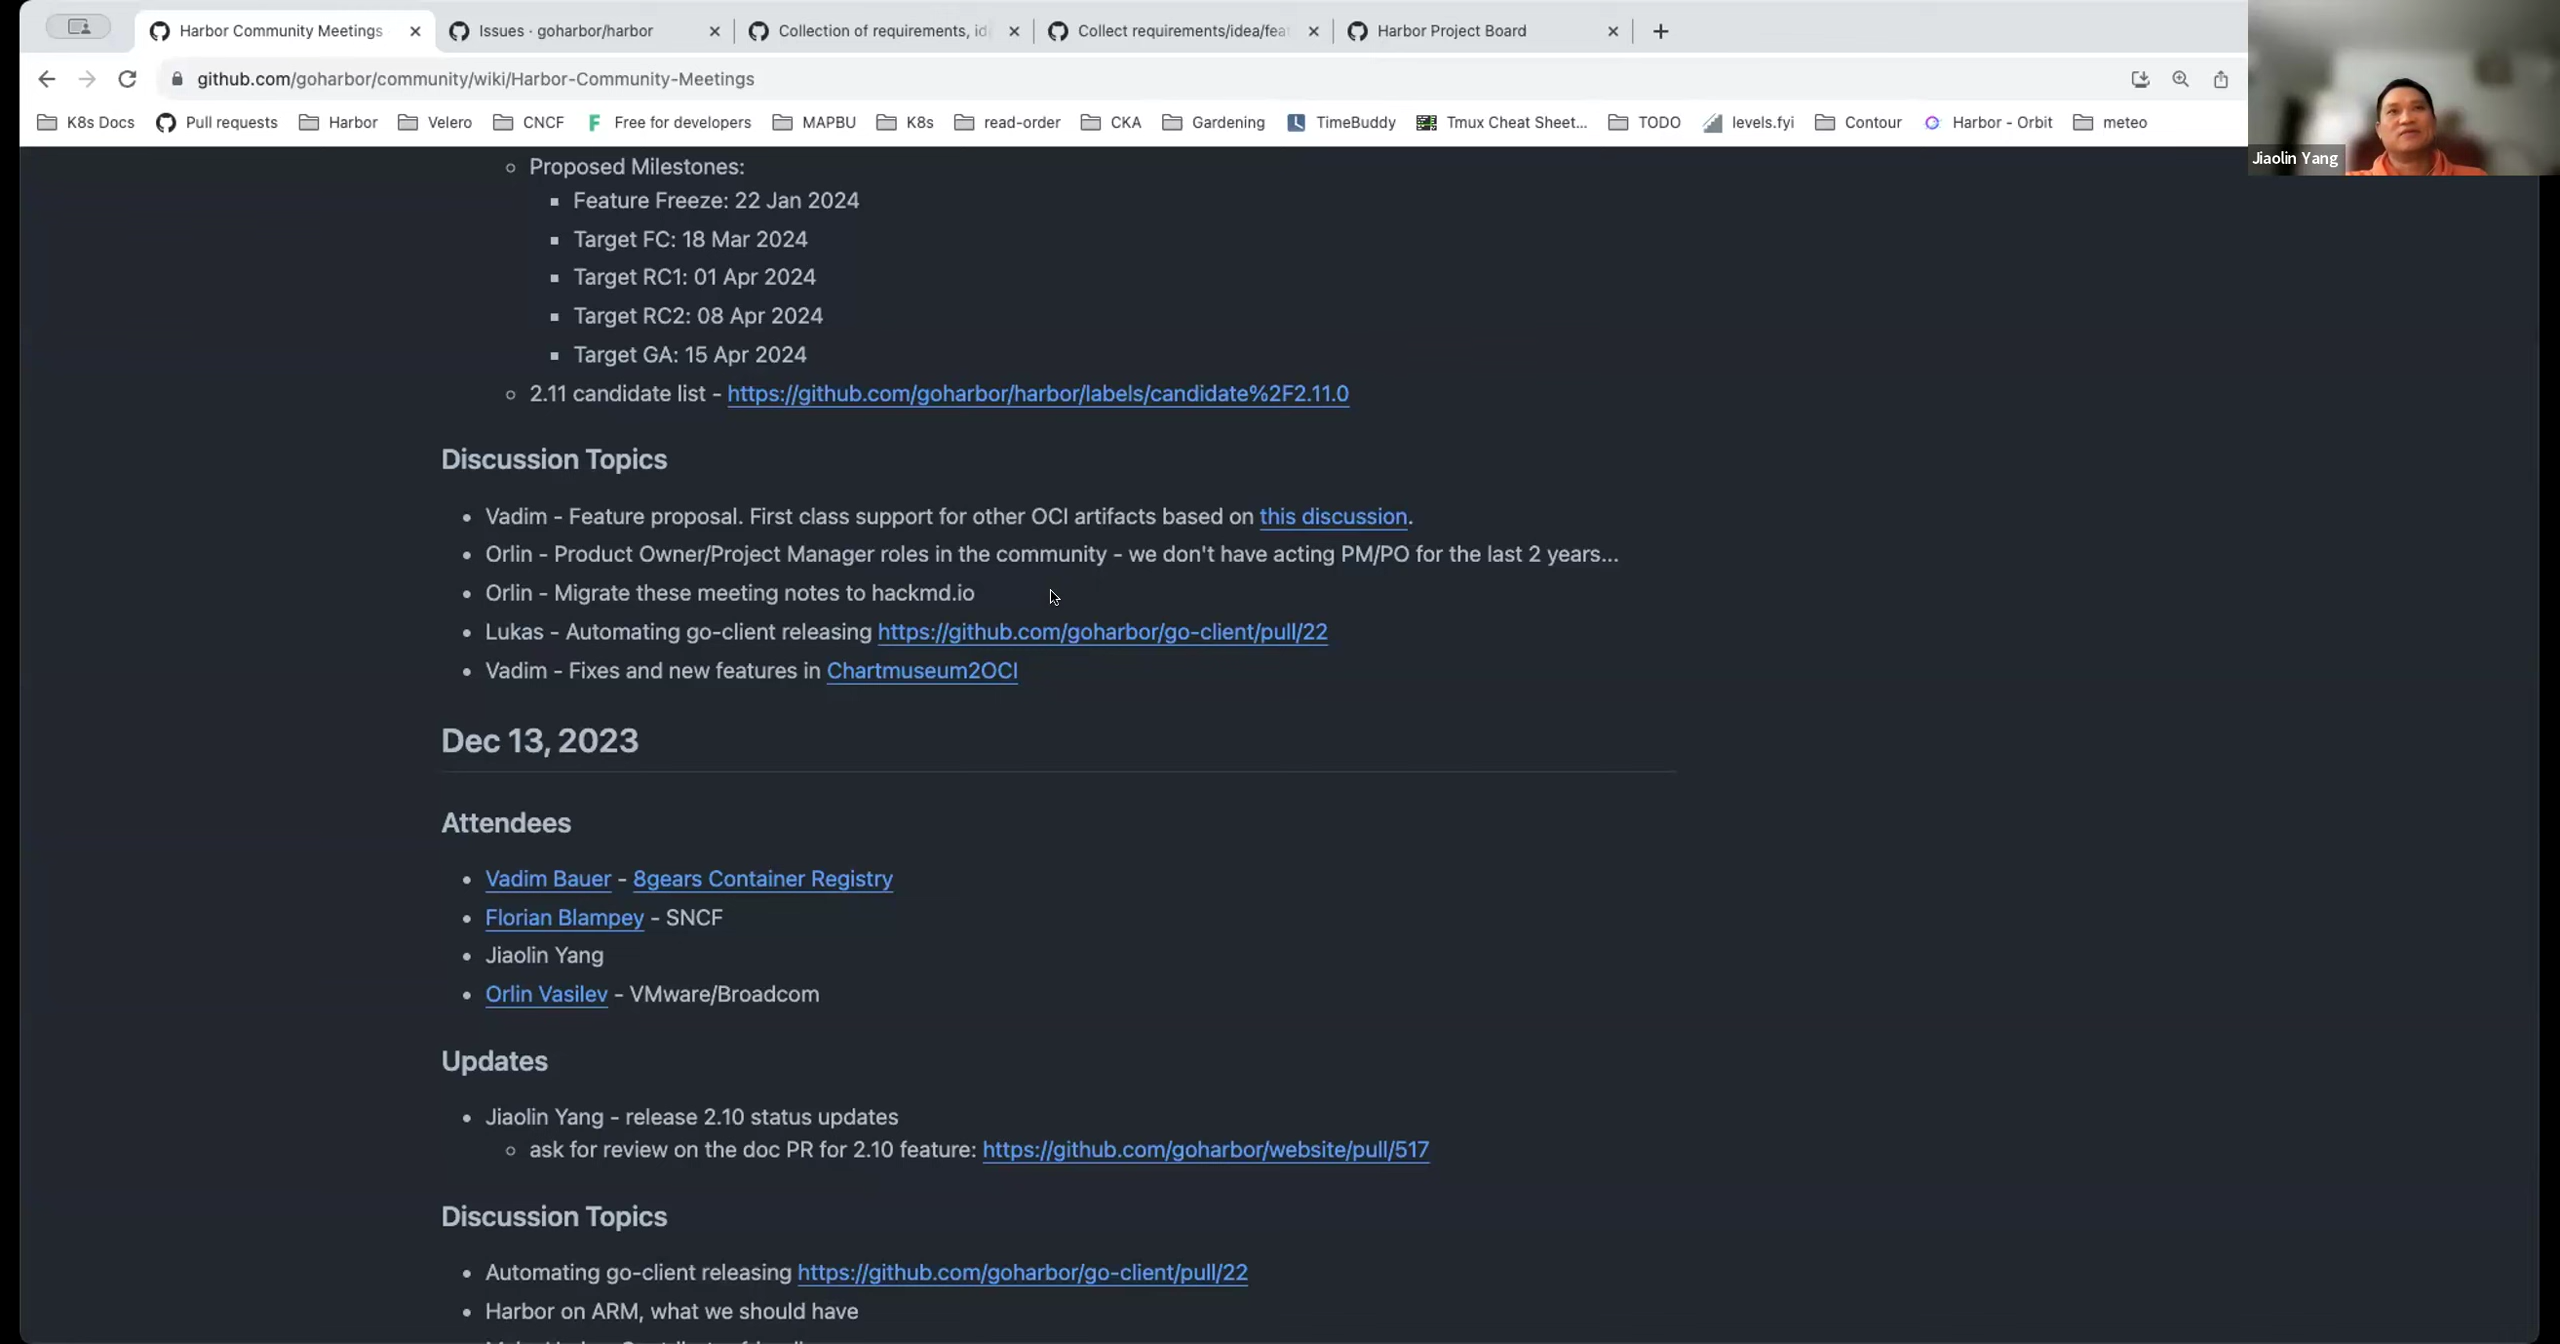 Harbor Community Meetings
Issues · goharbor/harbor
Collection of requirements, id
Collect requirements/idea/fea
Harbor Project Board
github.com/goharbor/community/wiki/Harbor-Community-Meetings
K8s Docs
Pull requests
Harbor
Velero
CNCF
Free for developers
MAPBU
K8s
read-order
CKA
Gardening
TimeBuddy
Tmux Cheat Sheet...
TODO
levels.fyi
Contour
Harbor - Orbit
meteo
Jiaolin Yang
Proposed Milestones:
Feature Freeze: 22 Jan 2024
Target FC: 18 Mar 2024
Target RC1: 01 Apr 2024
Target RC2: 08 Apr 2024
Target GA: 15 Apr 2024
2.11 candidate list - https://github.com/goharbor/harbor/labels/candidate%2F2.11.0
Discussion Topics
Vadim - Feature proposal. First class support for other OCI artifacts based on this discussion.
Orlin - Product Owner/Project Manager roles in the community - we don't have acting PM/PO for the last 2 years...
Orlin - Migrate these meeting notes to hackmd.io
Lukas - Automating go-client releasing https://github.com/goharbor/go-client/pull/22
Vadim - Fixes and new features in Chartmuseum2OCI
Dec 13, 2023
Attendees
Vadim Bauer - 8gears Container Registry
Florian Blampey - SNCF
Jiaolin Yang
Orlin Vasilev - VMware/Broadcom
Updates
Jiaolin Yang - release 2.10 status updates
ask for review on the doc PR for 2.10 feature: https://github.com/goharbor/website/pull/517
Discussion Topics
Automating go-client releasing https://github.com/goharbor/go-client/pull/22
Harbor on ARM, what we should have